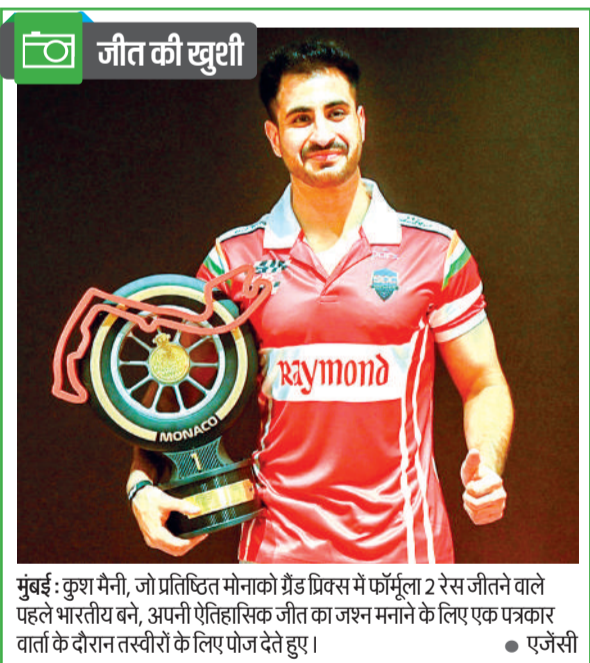 जीत की खुशी
MONACO
1
Raymond
मुंबई : कुश मैनी, जो प्रतिष्ठित मोनाको ग्रैंड प्रिक्स में फॉर्मूला 2 रेस जीतने वाले
पहले भारतीय बने, अपनी ऐतिहासिक जीत का जश्न मनाने के लिए एक पत्रकार
वार्ता के दौरान तस्वीरों के लिए पोज देते हुए।
● एजेंसी